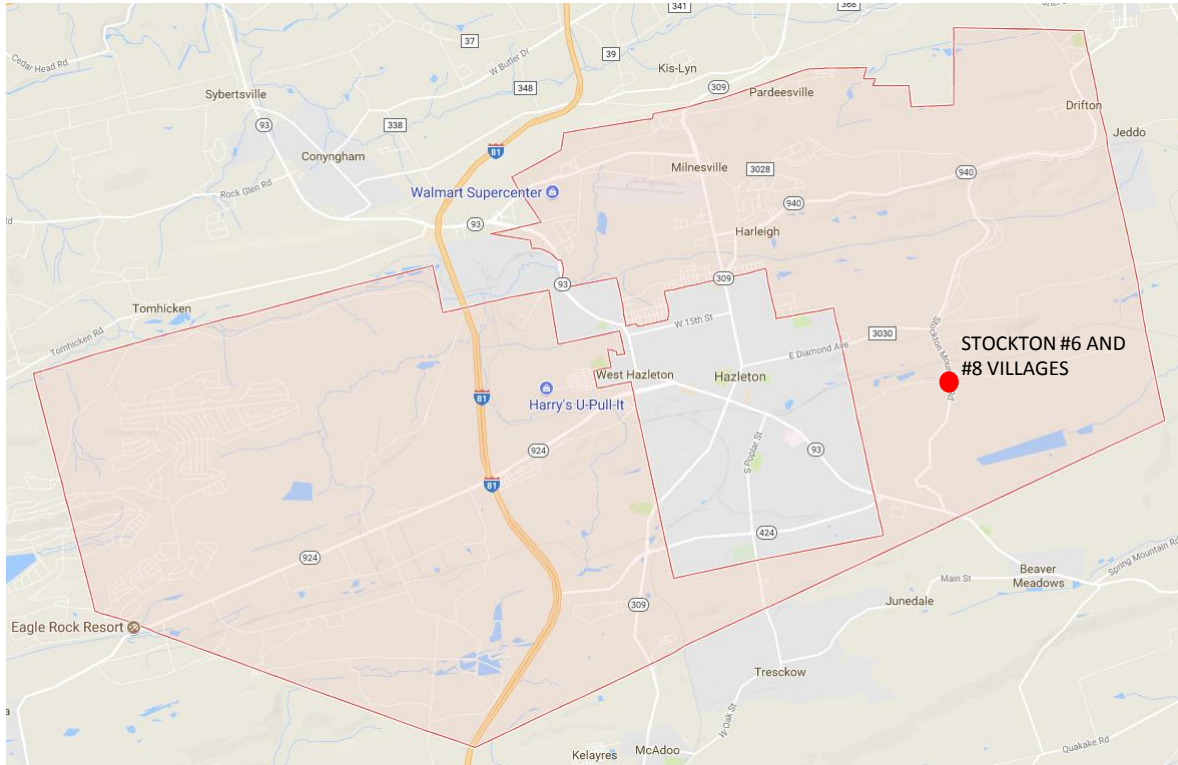 341
368
37
Cedar Head Rd
W Butler Dr
39
Kis-Lyn
348
309
Pardeesville
Sybertsville
Drifton
93
338
Jeddo
Conyngham
81
Milnesville
3028
940
Rock Glen Rd
Walmart Supercenter
940
93
Harleigh
309
93
Tomhicken
W 15th St
Tomhicken Rd
3030
E Diamond Ave
STOCKTON #6 AND
#8 VILLAGES
West Hazleton
Hazleton
81
Harry's U-Pull-It
924
S Poplar St
93
81
424
924
Spring Mountain Rd
Beaver
Meadows
Main St
309
Junedale
Eagle Rock Resort
Tresckow
W Oak St
McAdoo
Kelayres
Quakake Rd